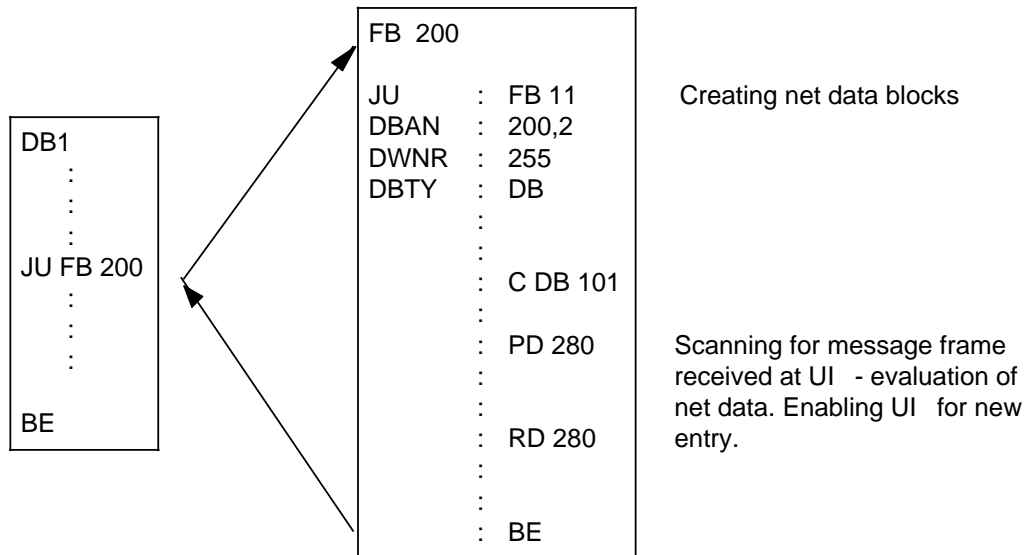 DB1
:
:
:
JU FB 200
:
:
:
BE
FB 200
JU : FB 11
DBAN : 200,2
DWNR : 255
DBTY : DB
:
:
: C DB 101
:
: PD 280
:
:
: RD 280
:
:
: BE
Creating net data blocks
Scanning for message frame
received at UI - evaluation of
net data. Enabling UI for new
entry.